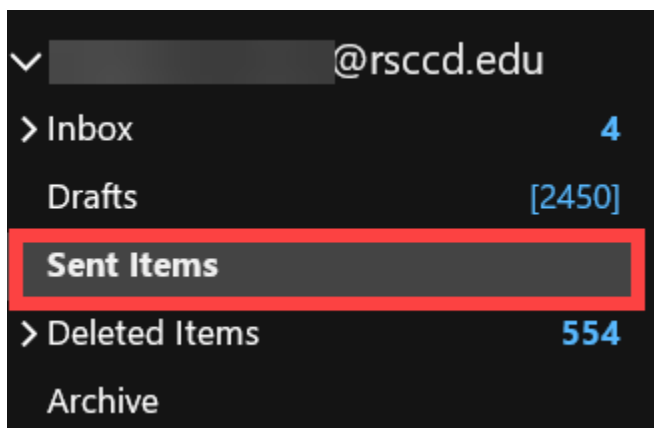 @rsccd.edu
Inbox 4
Drafts [2450]
Sent Items
Deleted Items 554
Archive